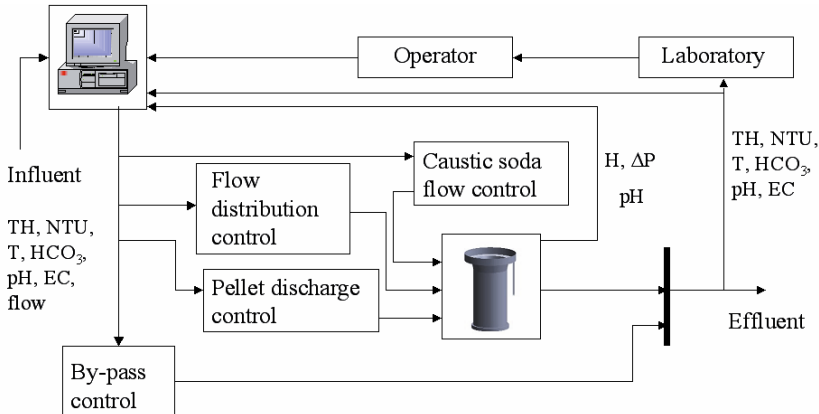 Operator
Laboratory
Influent
TH, NTU,
T, HCO₃,
pH, EC,
flow
Caustic soda
flow control
Flow
distribution
control
Pellet discharge
control
By-pass
control
H, ΔP
pH
TH, NTU,
T, HCO₃,
pH, EC
Effluent